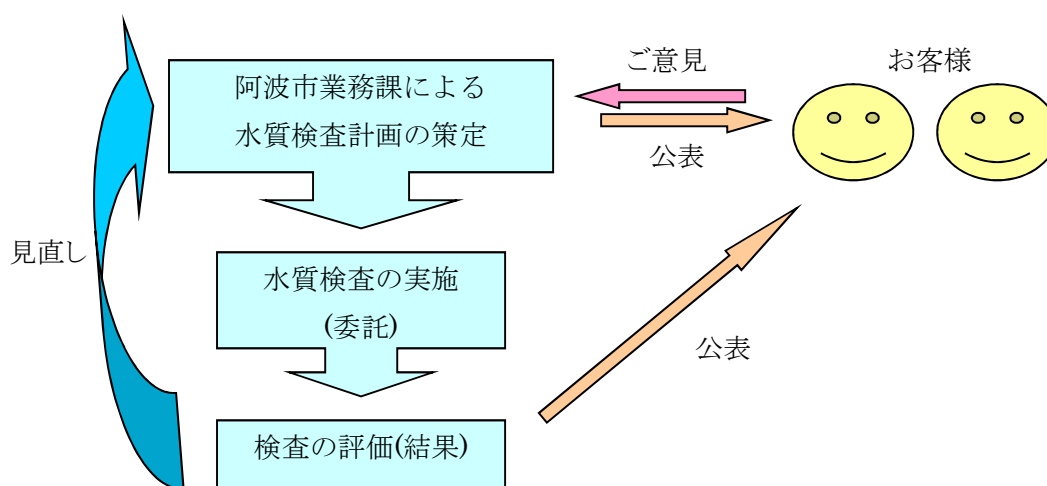 ご意見
お客様
阿波市業務課による
水質検査計画の策定
公表
見直し
水質検査の実施
(委託)
公表
検査の評価(結果)